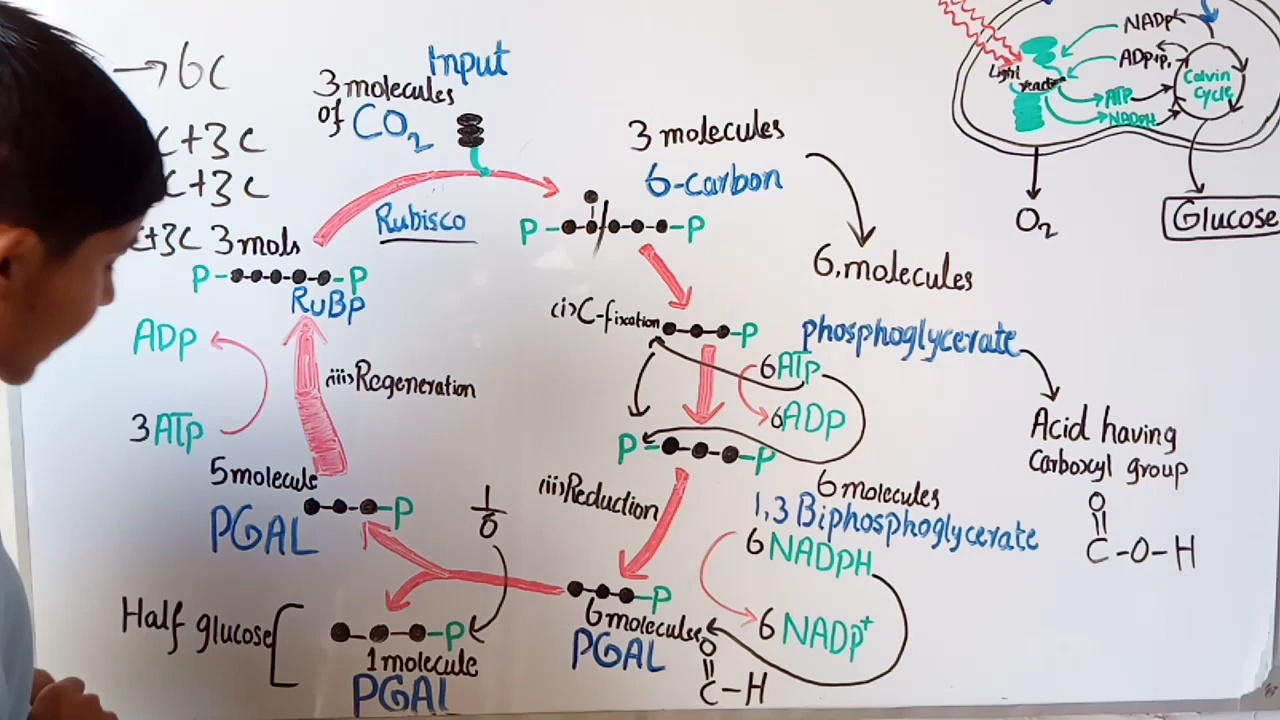 →6C
Input
3 molecules
of CO2
C+3C
C+3C
C+3C
3mols
Rubisco
P P
RuBp
3 molecules
6-carbon
P P
6 molecules
(i) C-fixation
P
phosphoglycerate
6ATP
6ADP
P P
6 molecules
1,3 Biphosphoglycerate
Acid having
Carboxyl group
O
C-O-H
(ii) Reduction
6 NADPH
6 NADP+
P
6 molecules
PGAL
O
C-H
1
6
P
1 molecule
PGAl
Half glucose
5 molecule
P
PGAL
(iii) Regeneration
ADP
3ATP
Light
reaction
NADP
ADP+P.
ATP
NADPH
Calvin
Cycle
O2
Glucose